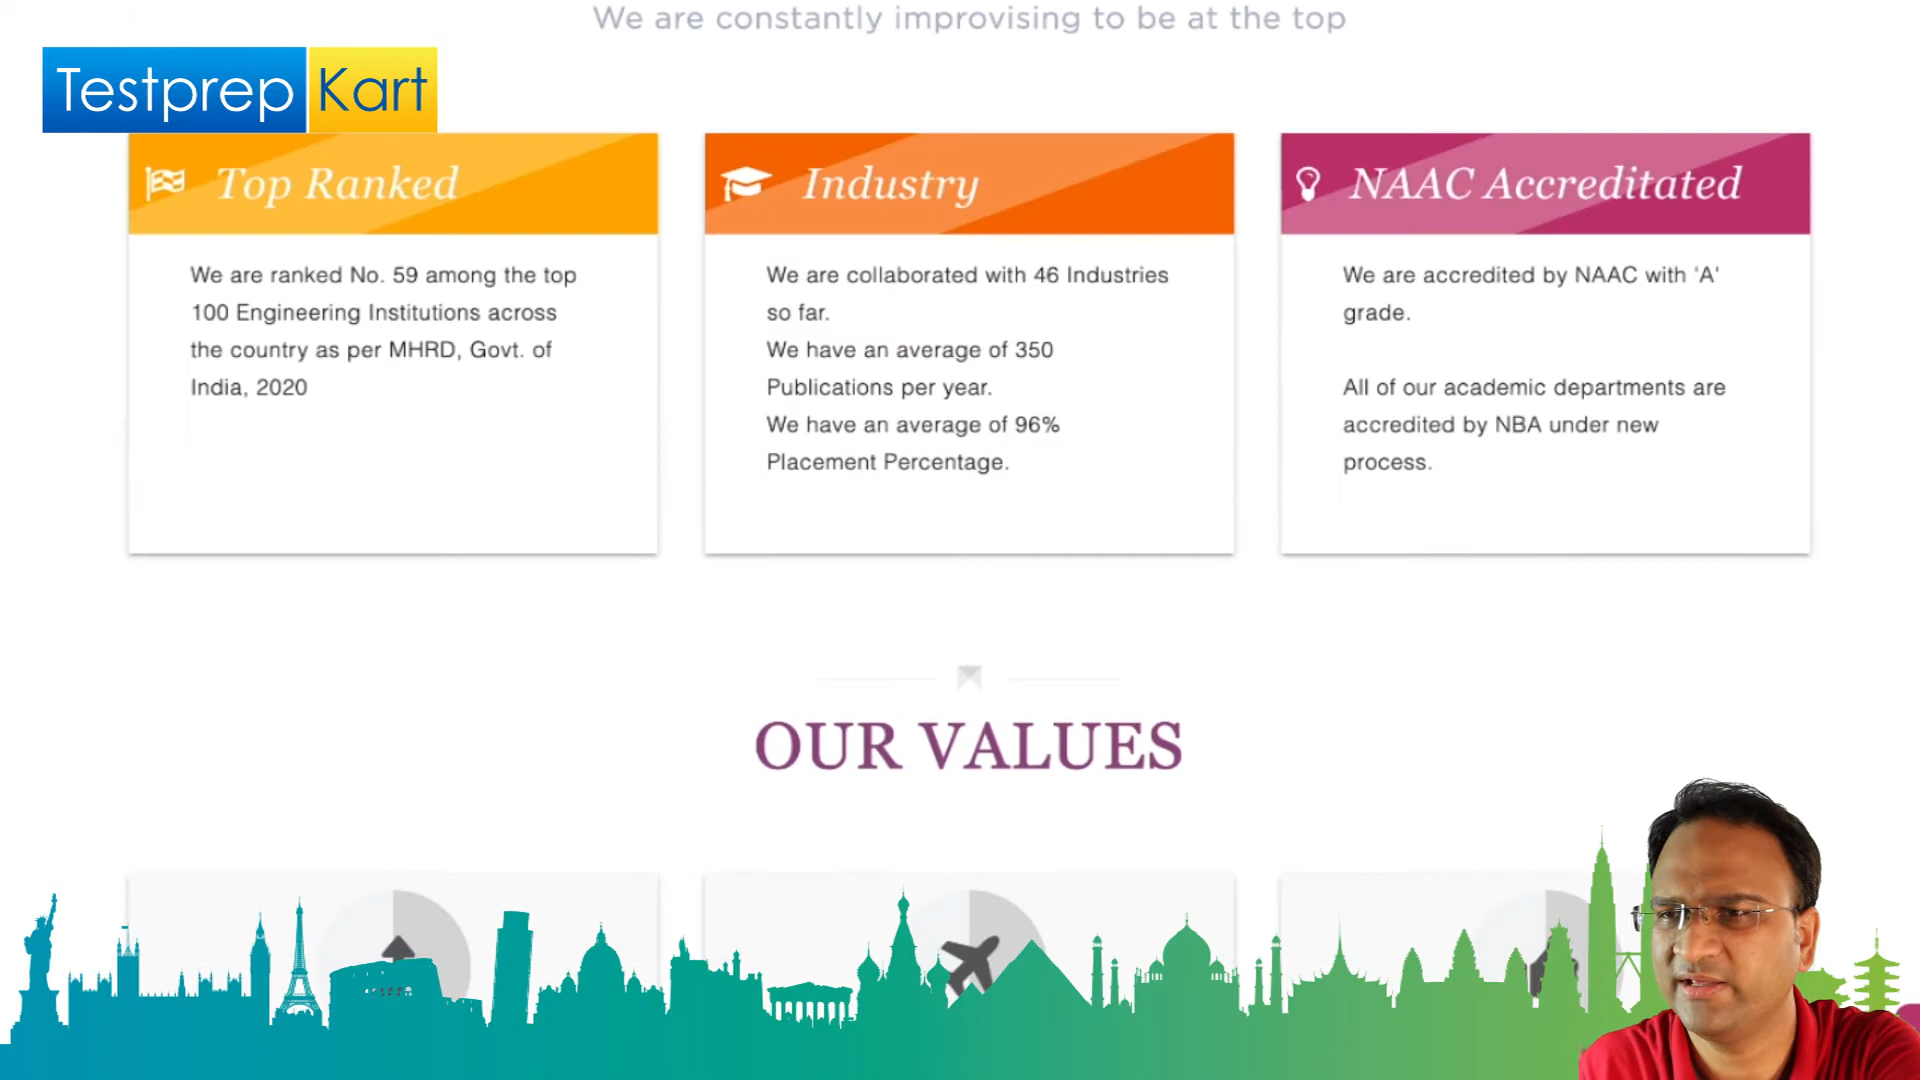 We are constantly improvising to be at the top
Testprep Kart
Top Ranked
We are ranked No. 59 among the top
100 Engineering Institutions across
the country as per MHRD, Govt. of
India, 2020
Industry
We are collaborated with 46 Industries
so far.
We have an average of 350
Publications per year.
We have an average of 96%
Placement Percentage.
NAAC Accreditated
We are accredited by NAAC with 'A'
grade.
All of our academic departments are
accredited by NBA under new
process.
OUR VALUES